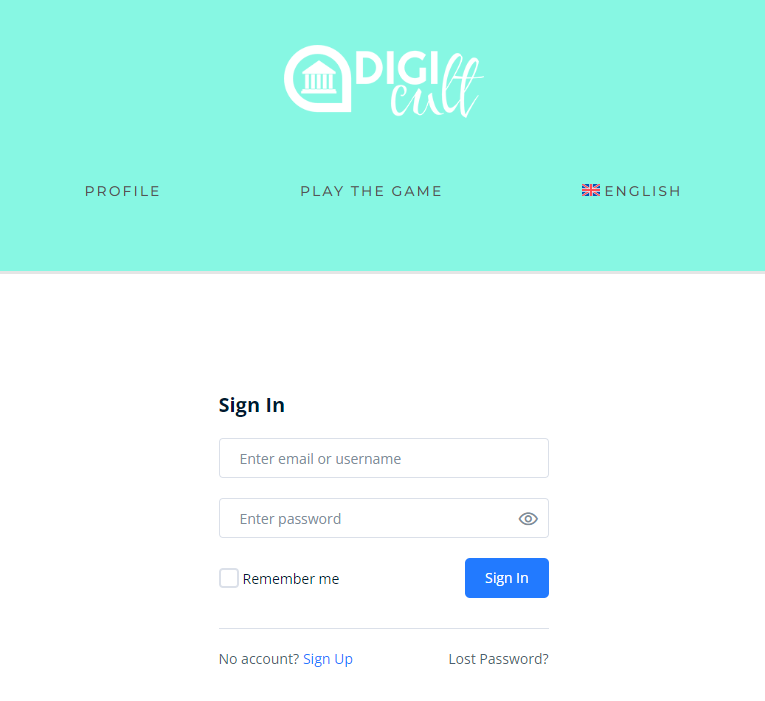 DIGI
cult
PROFILE PLAY THE GAME ENGLISH
Sign In
Enter email or username
Enter password
Remember me Sign In
No account? Sign Up Lost Password?